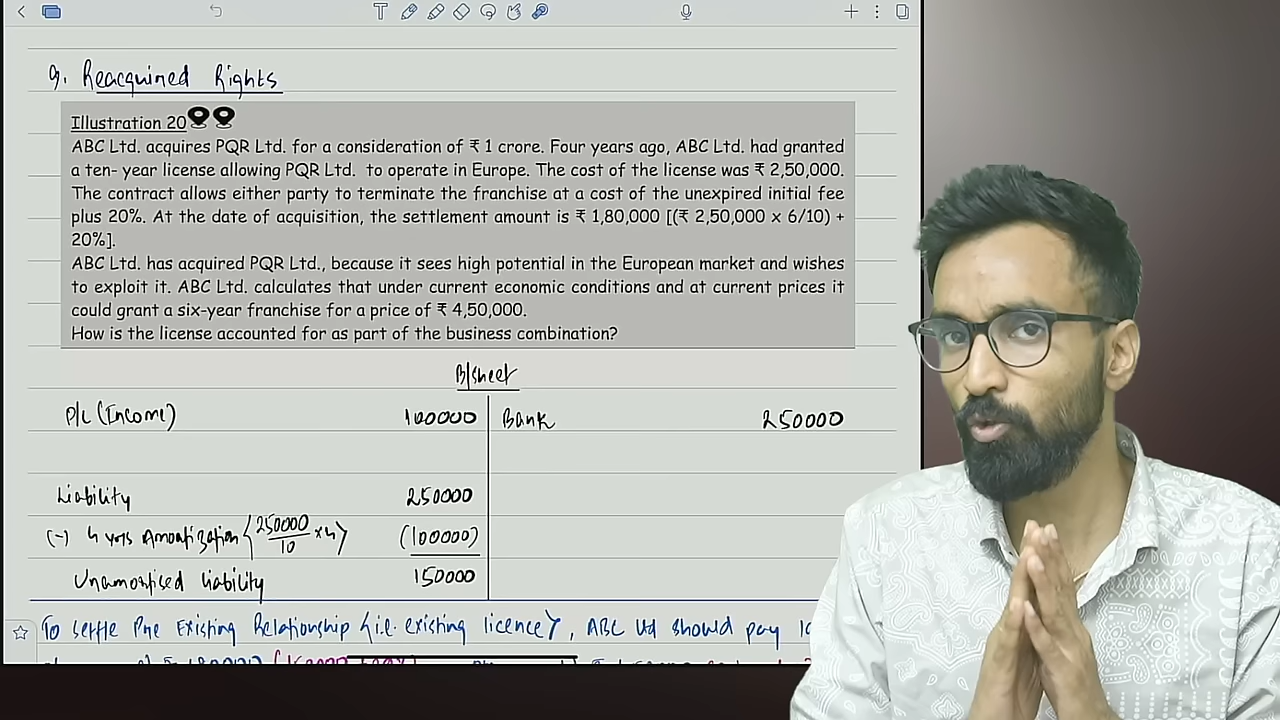 9. Reacquired Rights
Illustration 20
ABC Ltd. acquires PQR Ltd. for a consideration of ₹ 1 crore. Four years ago, ABC Ltd. had granted
a ten- year license allowing PQR Ltd. to operate in Europe. The cost of the license was ₹ 2,50,000.
The contract allows either party to terminate the franchise at a cost of the unexpired initial fee
plus 20%. At the date of acquisition, the settlement amount is ₹ 1,80,000 [(₹ 2,50,000 x 6/10) +
20%].
ABC Ltd. has acquired PQR Ltd., because it sees high potential in the European market and wishes
to exploit it. ABC Ltd. calculates that under current economic conditions and at current prices it
could grant a six-year franchise for a price of ₹ 4,50,000.
How is the license accounted for as part of the business combination?
B/sheet
P/L (Income) 100000 Bank 250000
Liability 250000
(-) 4 yrs Amortization {250000/10 x 4} (100000)
Unamortised liability 150000
To settle Pre Existing Relationship {i.e. existing licence}, ABC Ltd should pay